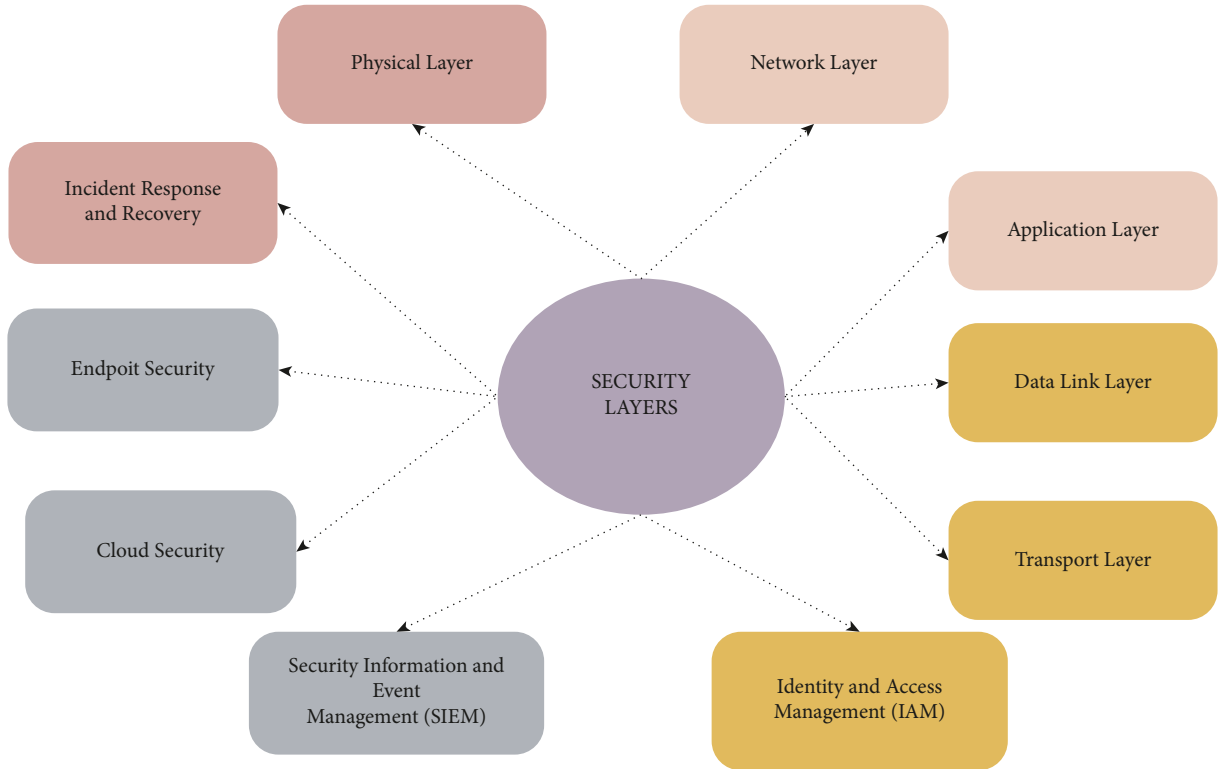 Physical Layer
Network Layer
Incident Response
and Recovery
Application Layer
Endpoit Security
SECURITY
LAYERS
Data Link Layer
Cloud Security
Transport Layer
Security Information and
Event
Management (SIEM)
Identity and Access
Management (IAM)